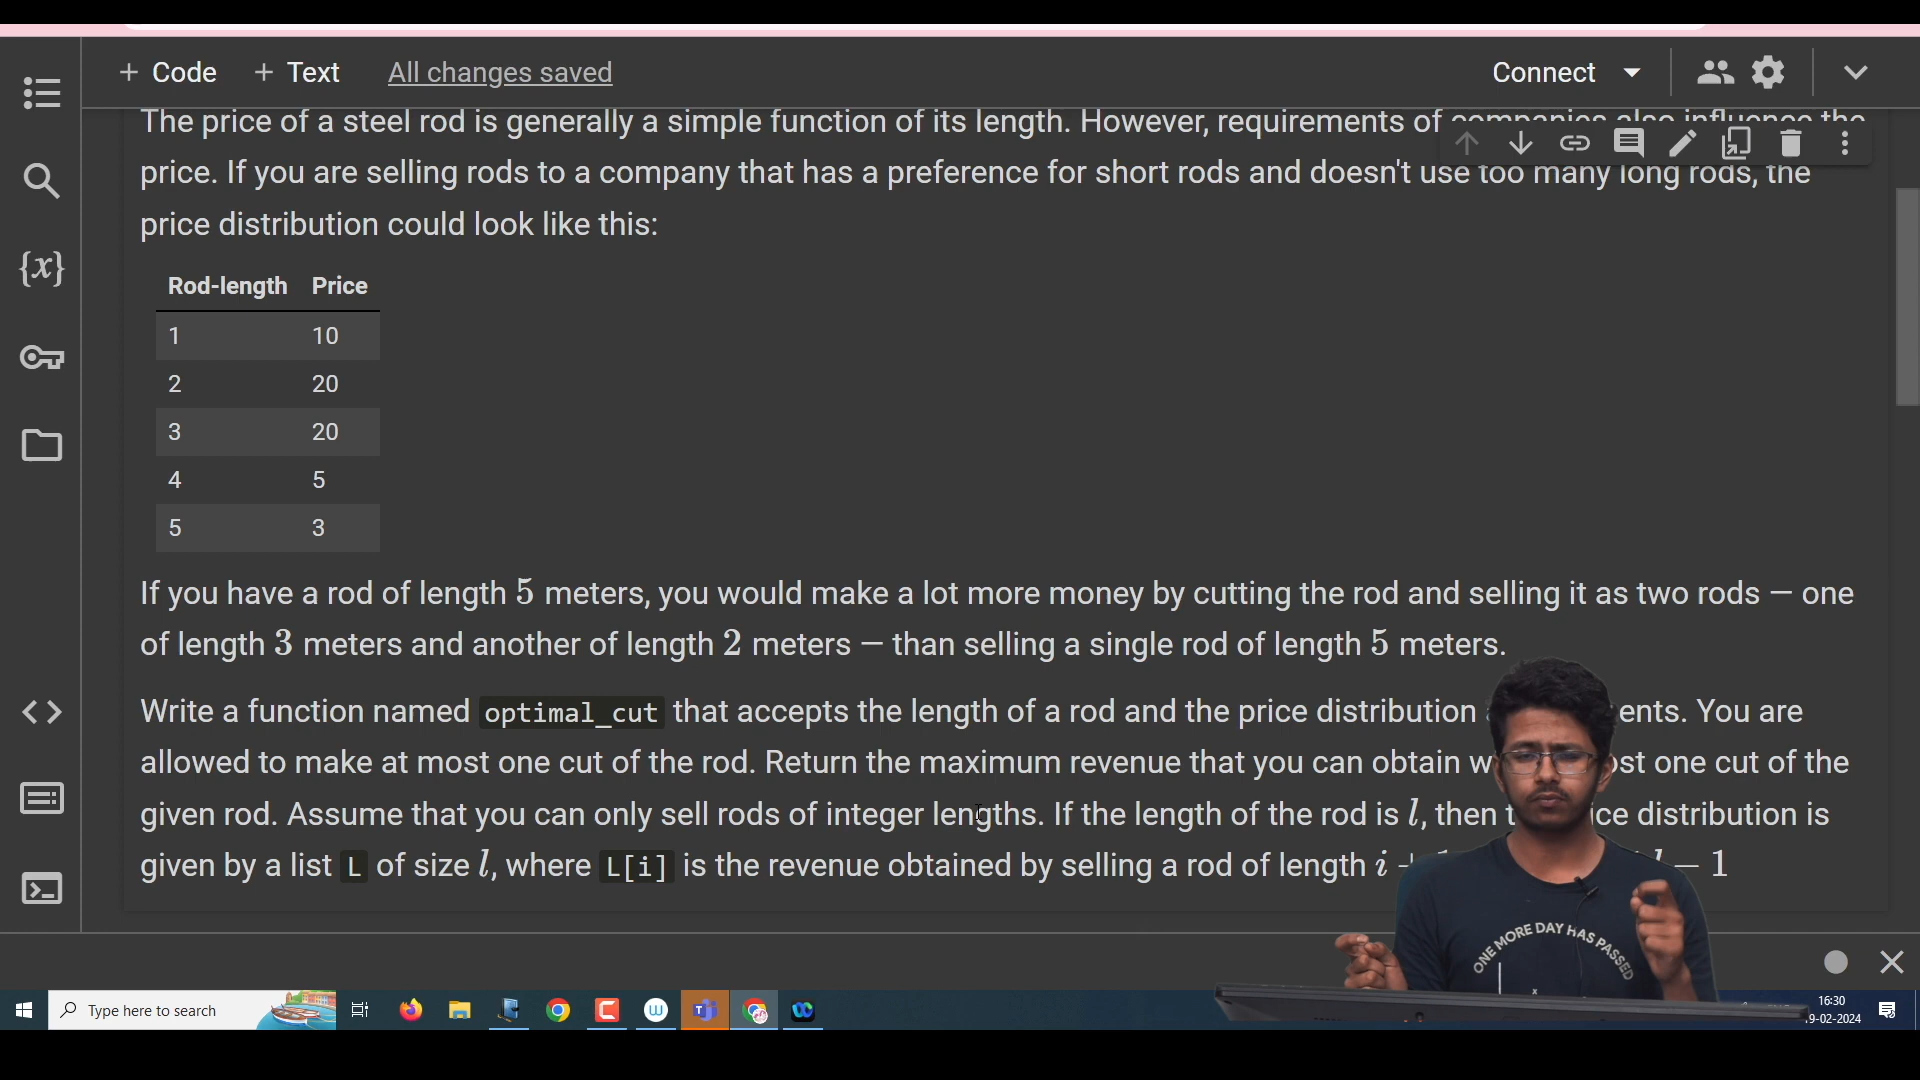 + Code + Text All changes saved Connect
The price of a steel rod is generally a simple function of its length. However, requirements of companies also influence the
price. If you are selling rods to a company that has a preference for short rods and doesn't use too many long rods, the
price distribution could look like this:
Rod-length Price
1 10
2 20
3 20
4 5
5 3
If you have a rod of length 5 meters, you would make a lot more money by cutting the rod and selling it as two rods — one
of length 3 meters and another of length 2 meters — than selling a single rod of length 5 meters.
Write a function named optimal_cut that accepts the length of a rod and the price distribution ents. You are
allowed to make at most one cut of the rod. Return the maximum revenue that you can obtain w ost one cut of the
given rod. Assume that you can only sell rods of integer lengths. If the length of the rod is l, then t ice distribution is
given by a list L of size l, where L[i] is the revenue obtained by selling a rod of length i - 1
ONE MORE DAY HAS PASSED
Type here to search
16:30
19-02-2024